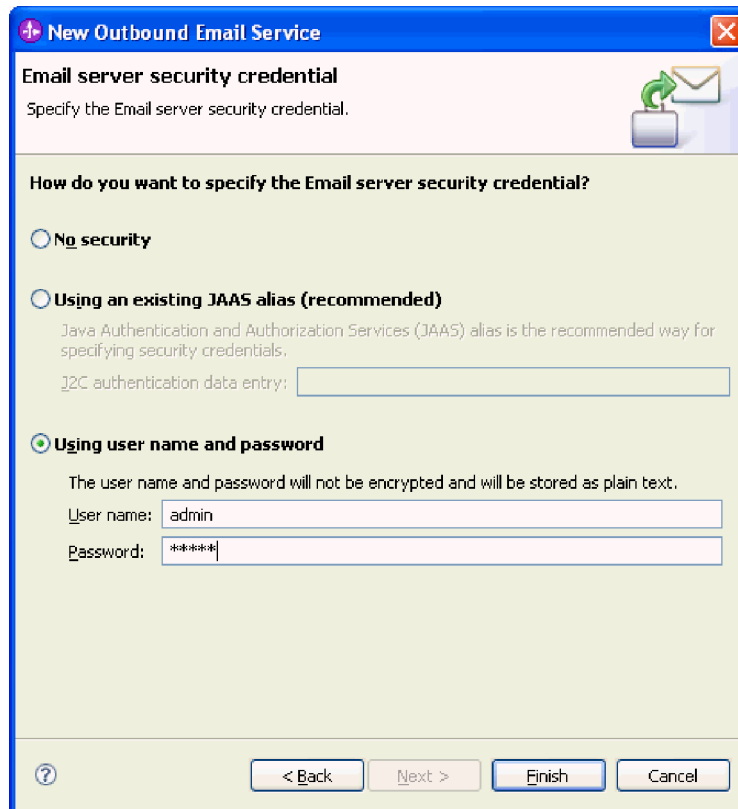 New Outbound Email Service
Email server security credential
Specify the Email server security credential.
How do you want to specify the Email server security credential?
No security
Using an existing JAAS alias (recommended)
Java Authentication and Authorization Services (JAAS) alias is the recommended way for
specifying security credentials.
J2C authentication data entry:
Using user name and password
The user name and password will not be encrypted and will be stored as plain text.
User name: admin
Password: *****
? < Back Next > Finish Cancel